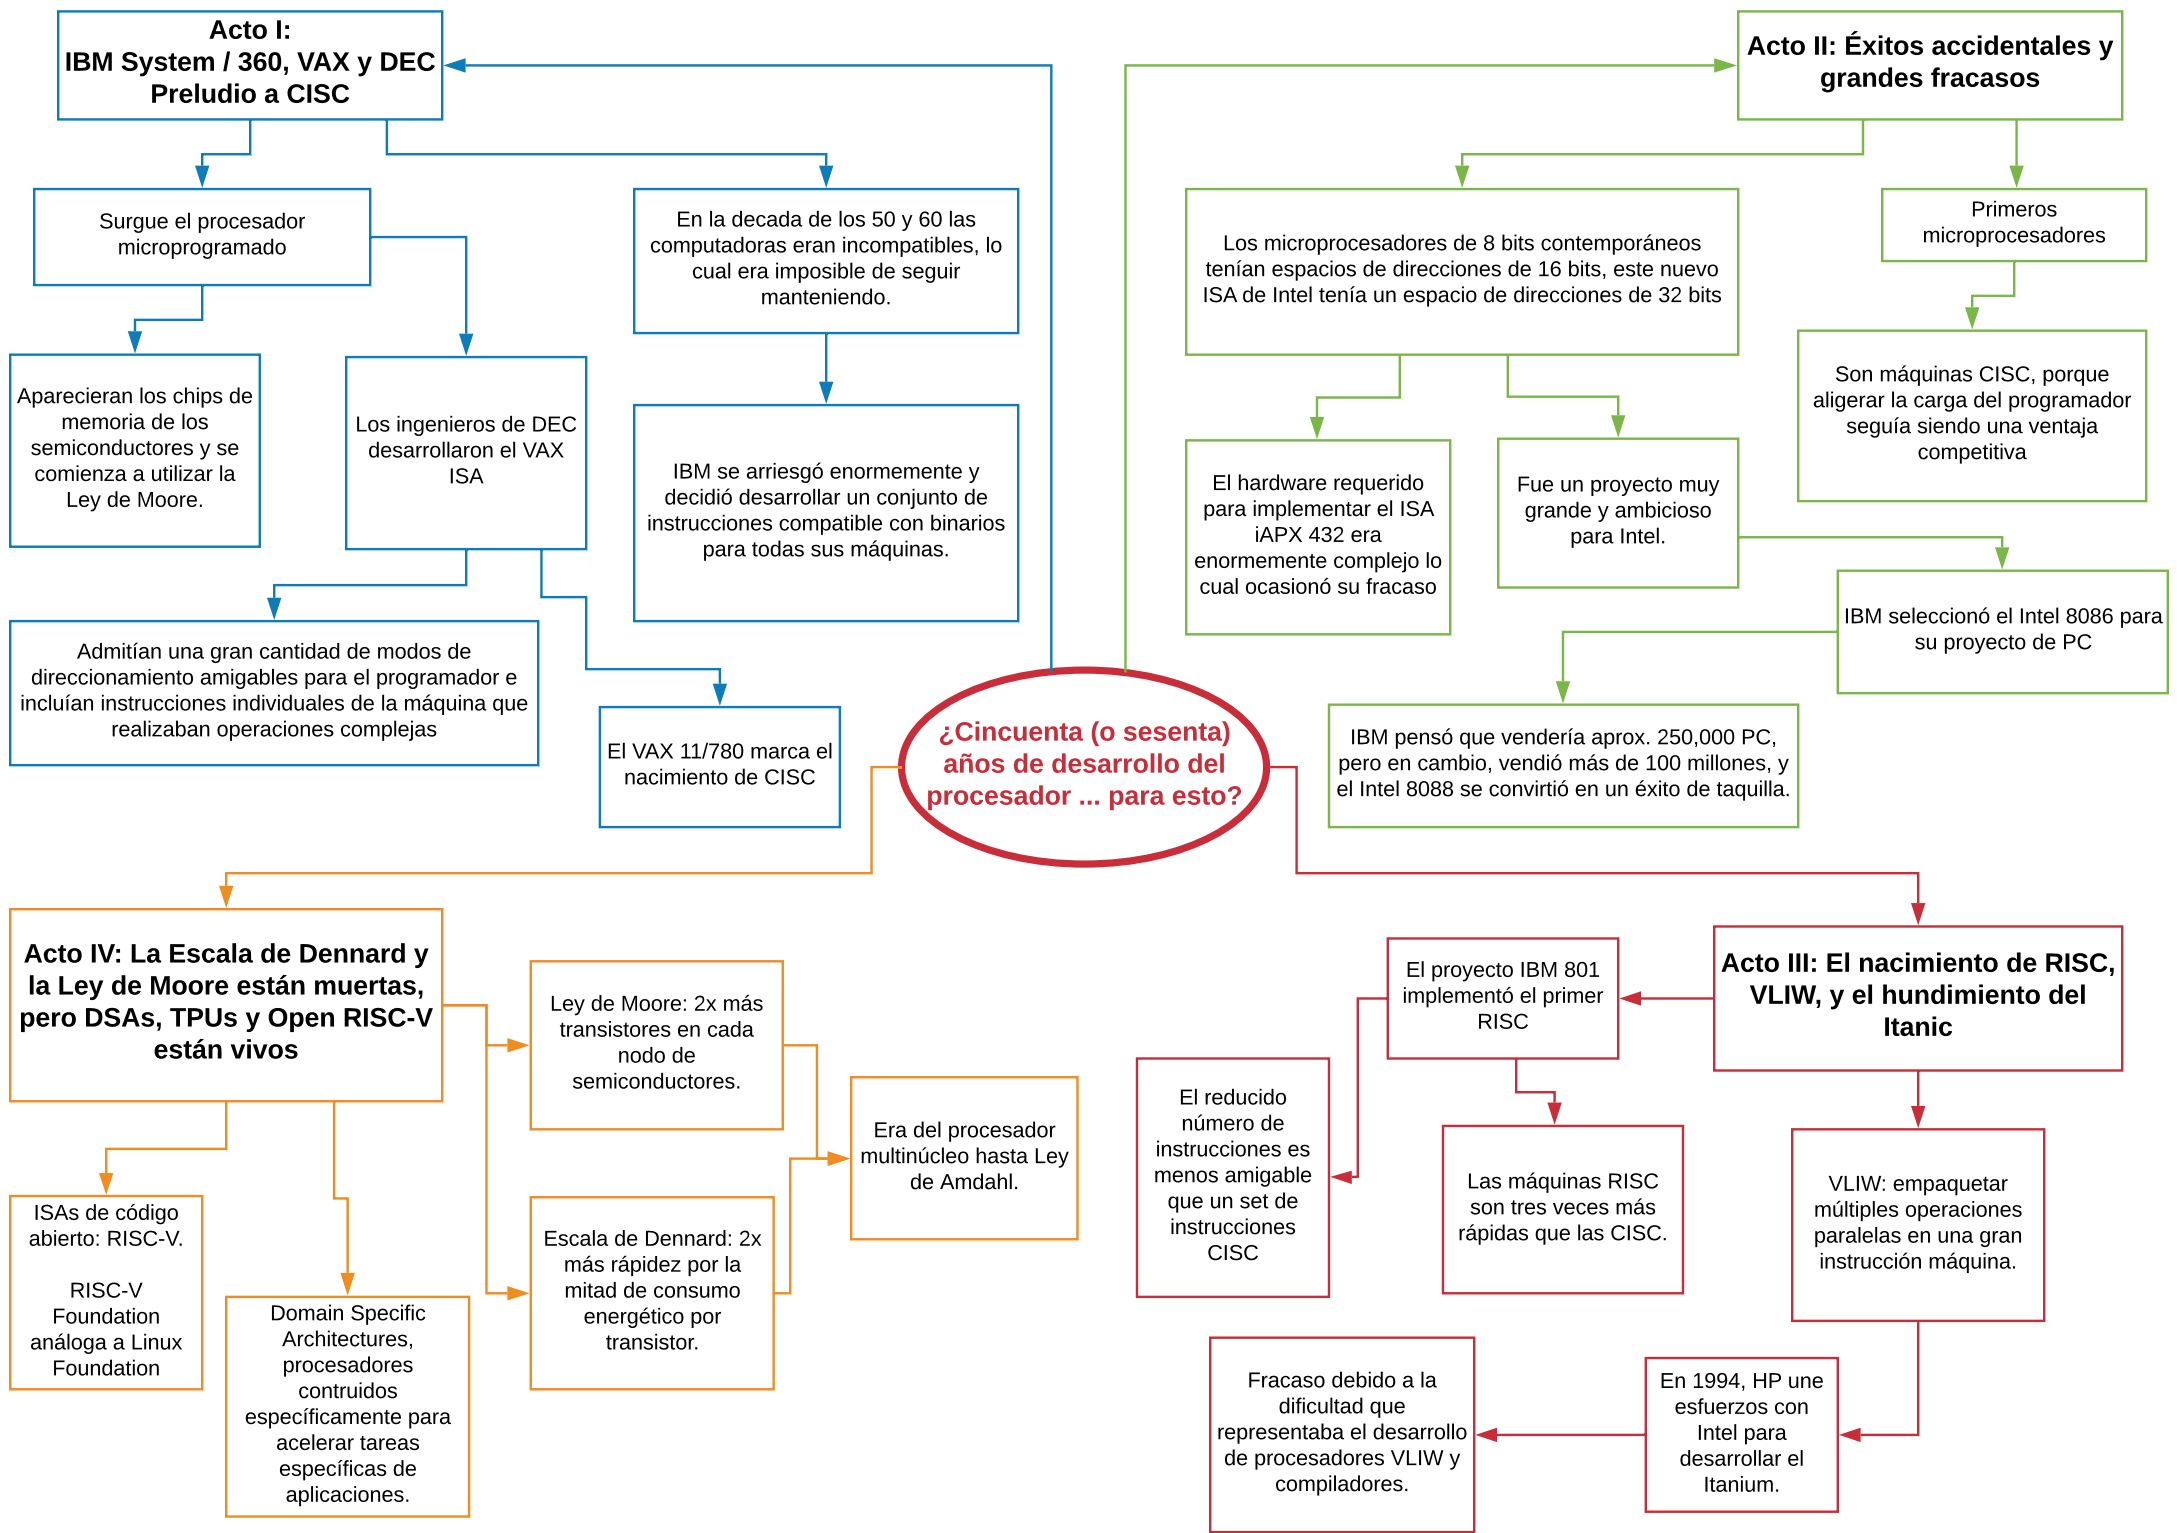 Acto I:
IBM System / 360, VAX y DEC
Preludio a CISC
Surgue el procesador
microprogramado
En la decada de los 50 y 60 las
computadoras eran incompatibles, lo
cual era imposible de seguir
manteniendo.
Aparecieran los chips de
memoria de los
semiconductores y se
comienza a utilizar la
Ley de Moore.
Los ingenieros de DEC
desarrollaron el VAX
ISA
IBM se arriesgó enormemente y
decidió desarrollar un conjunto de
instrucciones compatible con binarios
para todas sus máquinas.
Admitían una gran cantidad de modos de
direccionamiento amigables para el programador e
incluían instrucciones individuales de la máquina que
realizaban operaciones complejas
El VAX 11/780 marca el
nacimiento de CISC
Acto II: Éxitos accidentales y
grandes fracasos
Los microprocesadores de 8 bits contemporáneos
tenían espacios de direcciones de 16 bits, este nuevo
ISA de Intel tenía un espacio de direcciones de 32 bits
Primeros
microprocesadores
Son máquinas CISC, porque
aligerar la carga del programador
seguía siendo una ventaja
competitiva
El hardware requerido
para implementar el ISA
iAPX 432 era
enormemente complejo lo
cual ocasionó su fracaso
Fue un proyecto muy
grande y ambicioso
para Intel.
IBM seleccionó el Intel 8086 para
su proyecto de PC
IBM pensó que vendería aprox. 250,000 PC,
pero en cambio, vendió más de 100 millones, y
el Intel 8088 se convirtió en un éxito de taquilla.
¿Cincuenta (o sesenta)
años de desarrollo del
procesador ... para esto?
Acto IV: La Escala de Dennard y
la Ley de Moore están muertas,
pero DSAs, TPUs y Open RISC-V
están vivos
Ley de Moore: 2x más
transistores en cada
nodo de
semiconductores.
Era del procesador
multinúcleo hasta Ley
de Amdahl.
Escala de Dennard: 2x
más rápidez por la
mitad de consumo
energético por
transistor.
ISAs de código
abierto: RISC-V.
RISC-V
Foundation
análoga a Linux
Foundation
Domain Specific
Architectures,
procesadores
contruidos
específicamente para
acelerar tareas
específicas de
aplicaciones.
Acto III: El nacimiento de RISC,
VLIW, y el hundimiento del
Itanic
El proyecto IBM 801
implementó el primer
RISC
El reducido
número de
instrucciones es
menos amigable
que un set de
instrucciones
CISC
Las máquinas RISC
son tres veces más
rápidas que las CISC.
VLIW: empaquetar
múltiples operaciones
paralelas en una gran
instrucción máquina.
En 1994, HP une
esfuerzos con
Intel para
desarrollar el
Itanium.
Fracaso debido a la
dificultad que
representaba el desarrollo
de procesadores VLIW y
compiladores.